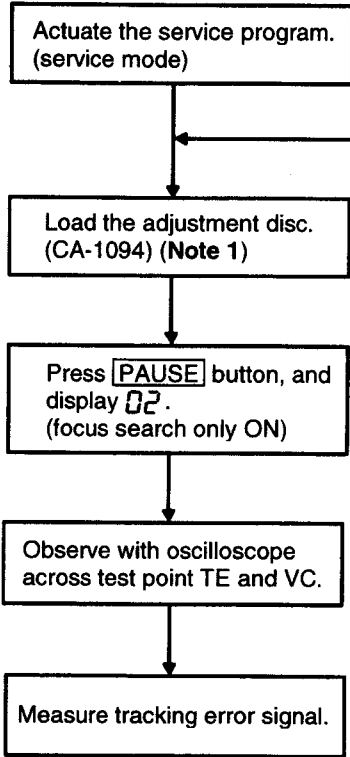 Actuate the service program.
(service mode)
Load the adjustment disc.
(CA-1094) (Note 1)
Press PAUSE button, and
display 02.
(focus search only ON)
Observe with oscilloscope
across test point TE and VC.
Measure tracking error signal.